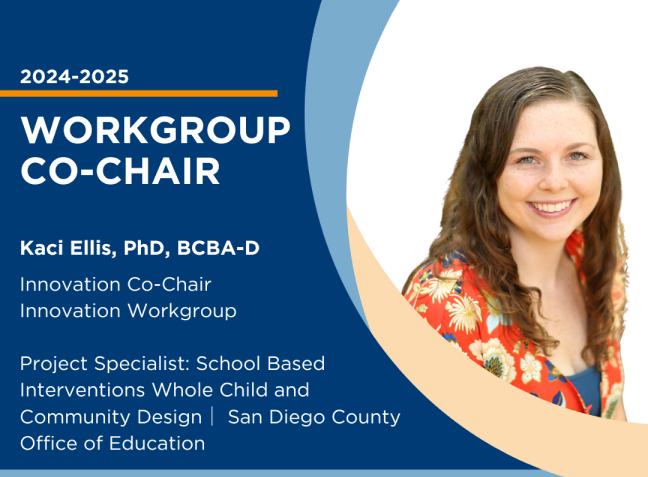 2024-2025
WORKGROUP
CO-CHAIR
Kaci Ellis, PhD, BCBA-D
Innovation Co-Chair
Innovation Workgroup
Project Specialist: School Based
Interventions Whole Child and
Community Design | San Diego County
Office of Education